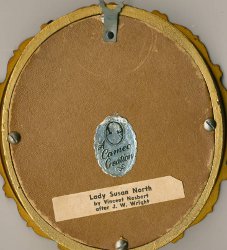 A
Cameo
Creation
Lady Susan North
by Vincent Nesbert
after J. W. Wright